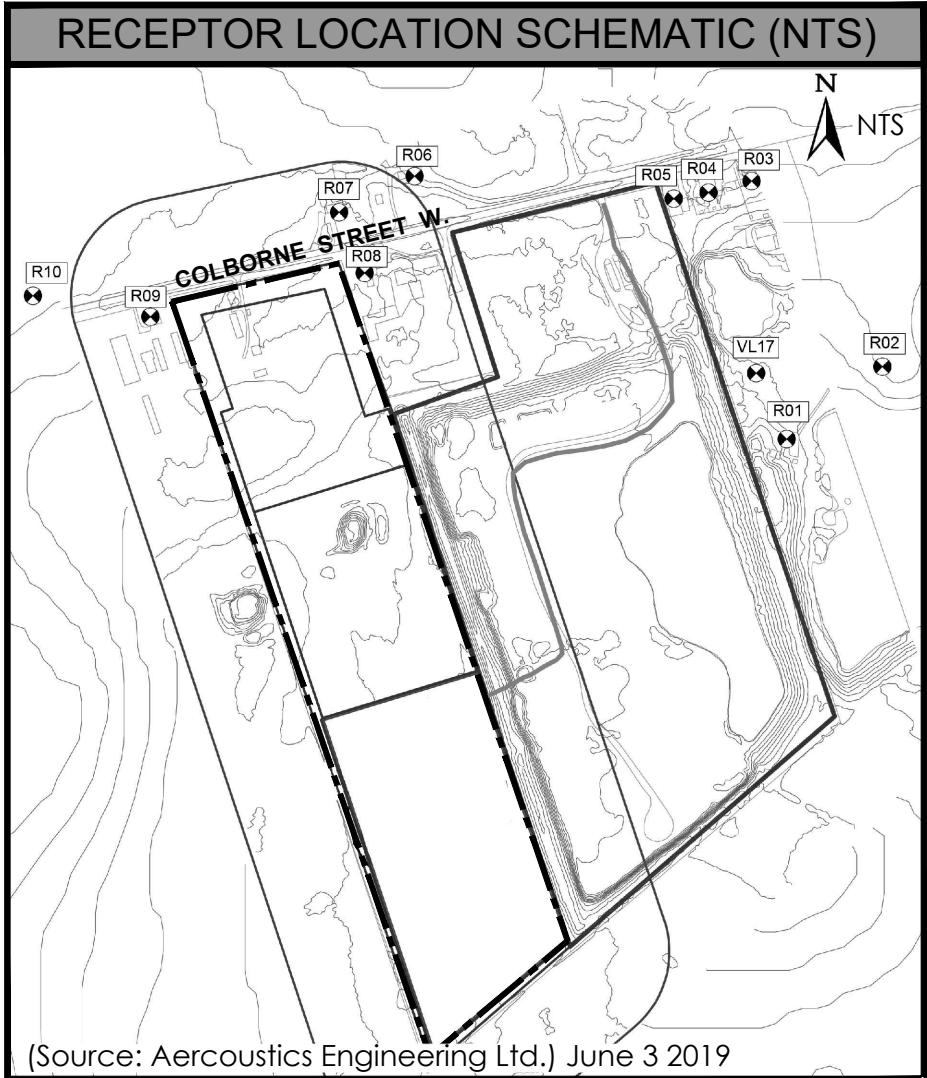 RECEPTOR LOCATION SCHEMATIC (NTS)
N
NTS
R06
R03
R04
R05
R07
COLBORNE STREET W.
R08
R10
R09
VL17
R02
R01
(Source: Aercoustics Engineering Ltd.) June 3 2019